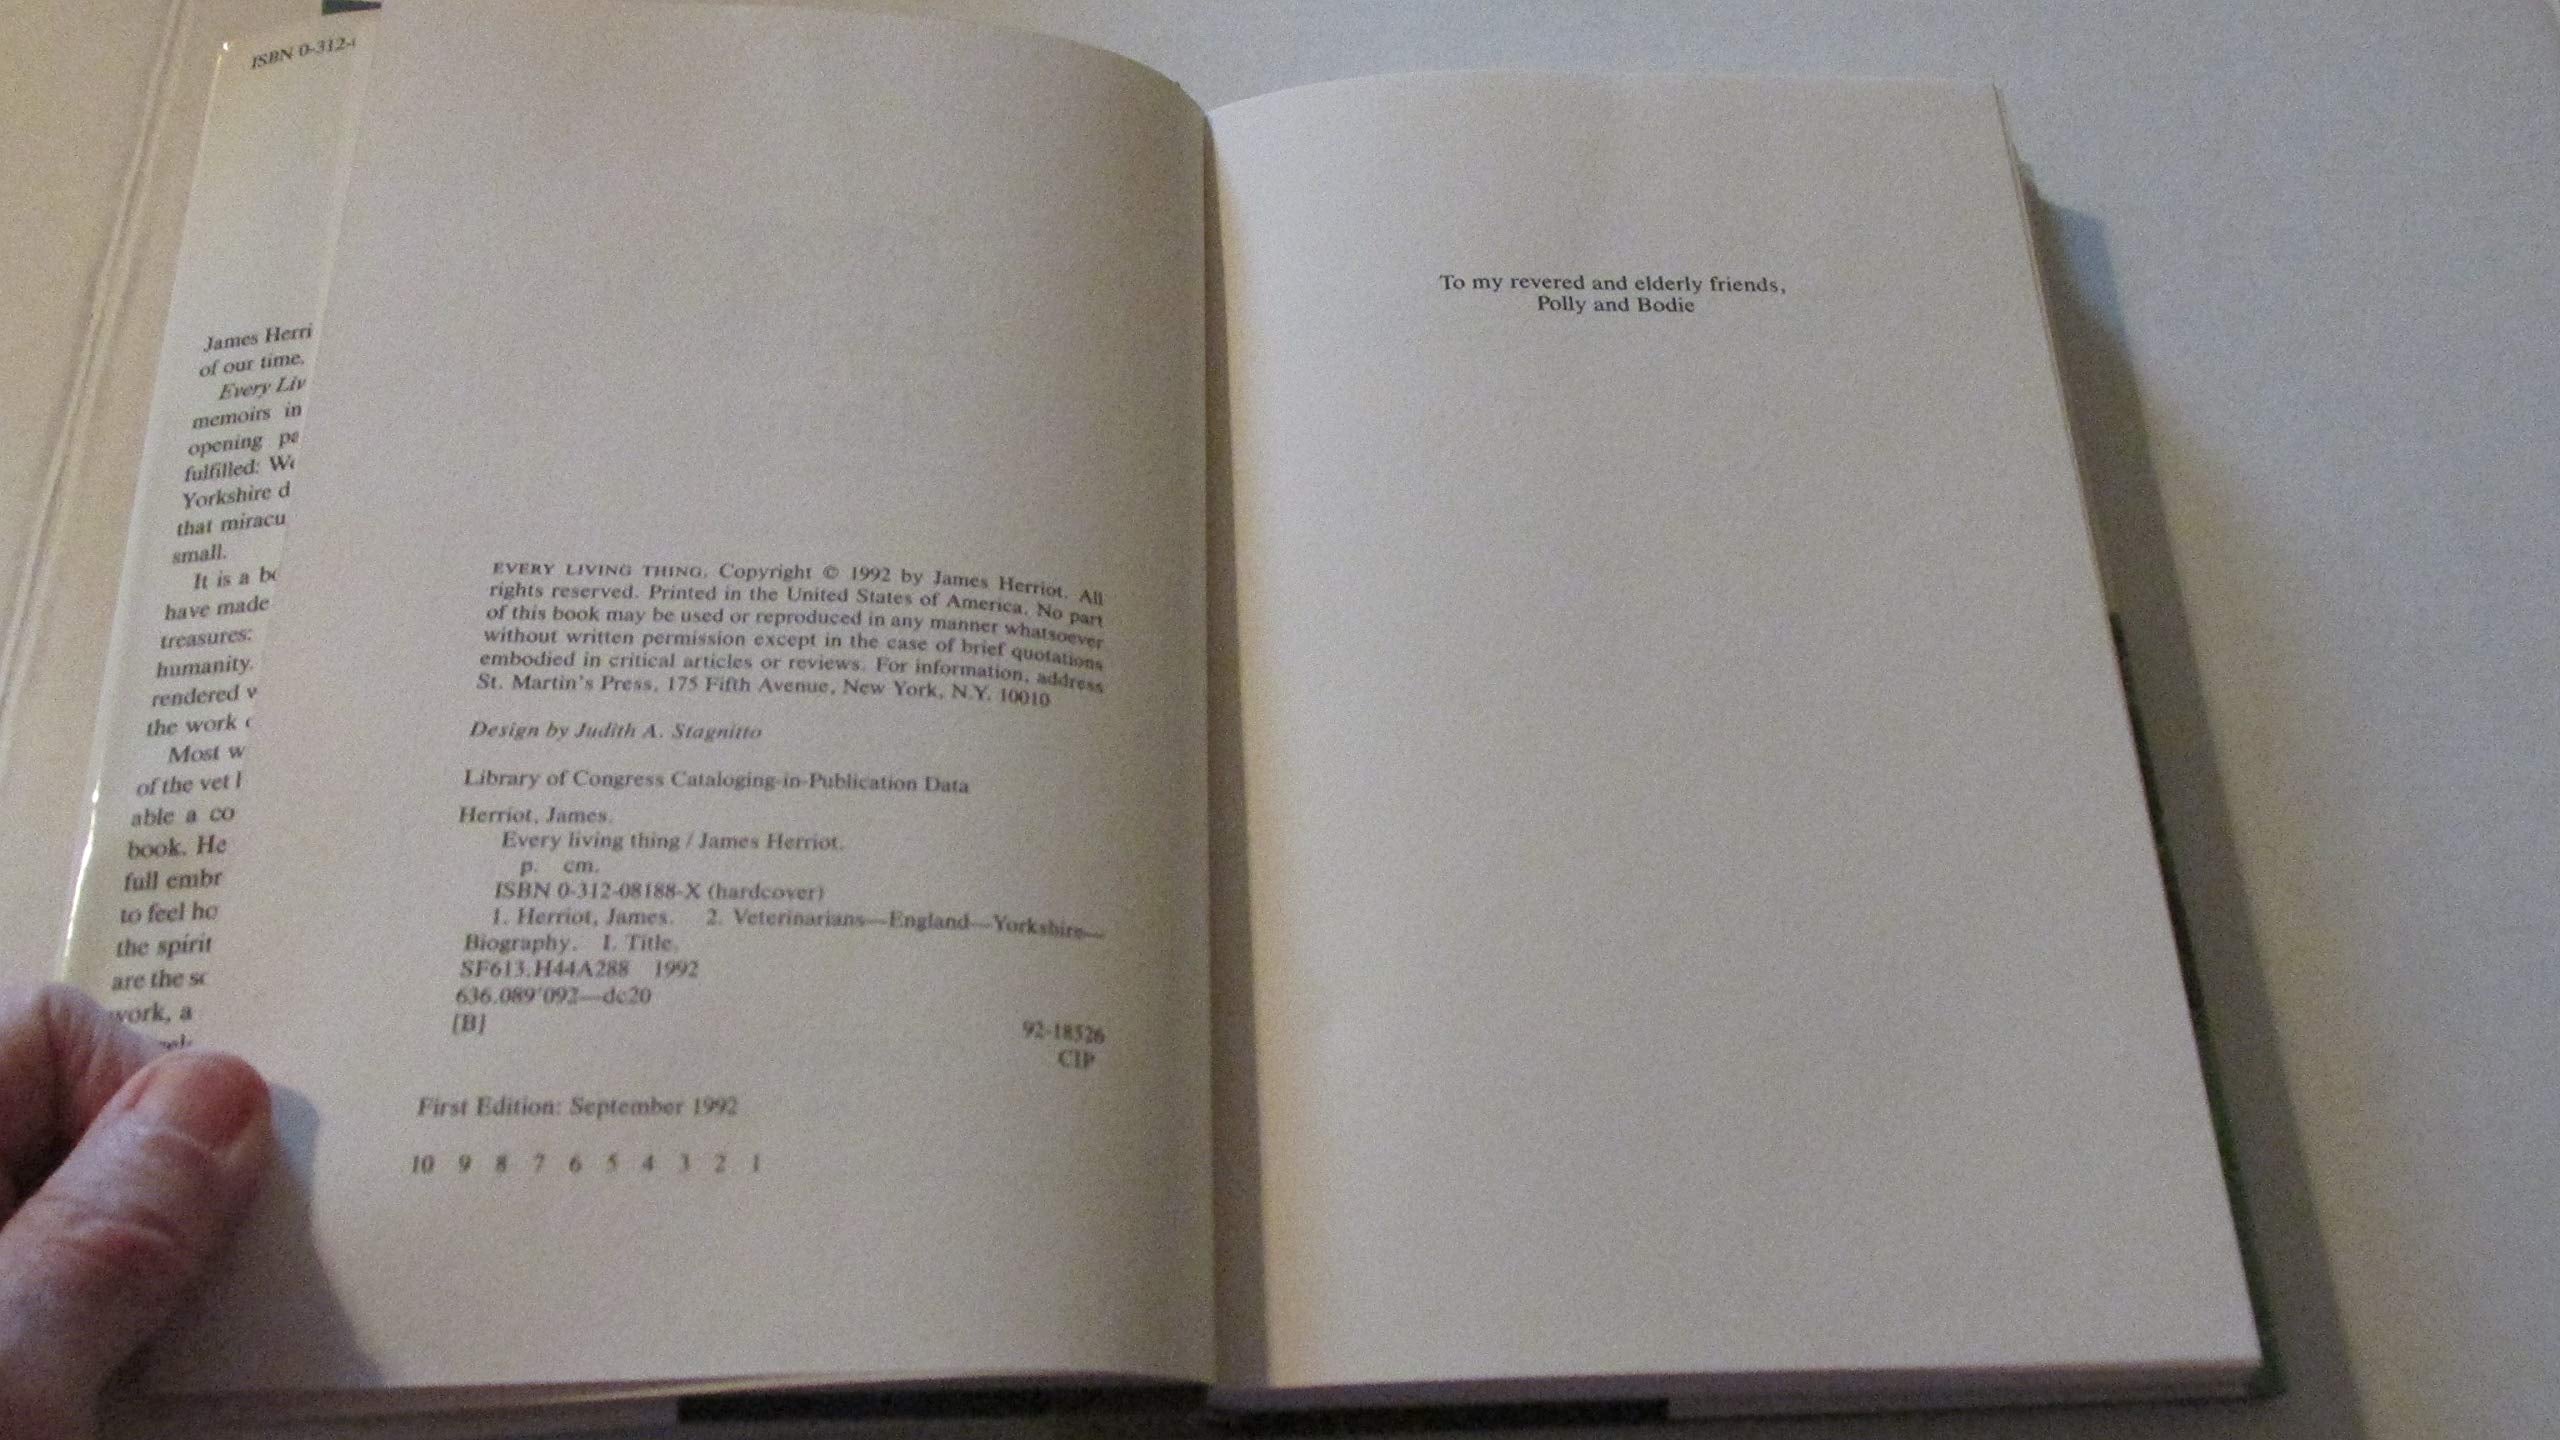 ISBN 0-312-
James Herri
of our time.
Every Liv
memoirs in
opening pe
fulfilled: We
Yorkshire d
that miracu
small.
It is a be
have made
treasures:
humanity.
rendered v
the work
Most w
of the vet l
able a co
book. He
full embr
to feel ho
the spirit
are the sc
work, a
EVERY LIVING THING. Copyright © 1992 by James Herriot. All
rights reserved. Printed in the United States of America. No part
of this book may be used or reproduced in any manner whatsoever
without written permission except in the case of brief quotations
embodied in critical articles or reviews. For information, address
St. Martin's Press, 175 Fifth Avenue, New York, N.Y. 10010
Design by Judith A. Stagnitto
Library of Congress Cataloging-in-Publication Data
Herriot, James.
Every living thing / James Herriot.
p. cm.
ISBN 0-312-08188-X (hardcover)
1. Herriot, James. 2. Veterinarians—England—Yorkshire—
Biography. I. Title.
SF613.H44A288 1992
636.089'092—dc20
[B]
92-18526
CIP
First Edition: September 1992
10 9 8 7 6 5 4 3 2 1
To my revered and elderly friends,
Polly and Bodie